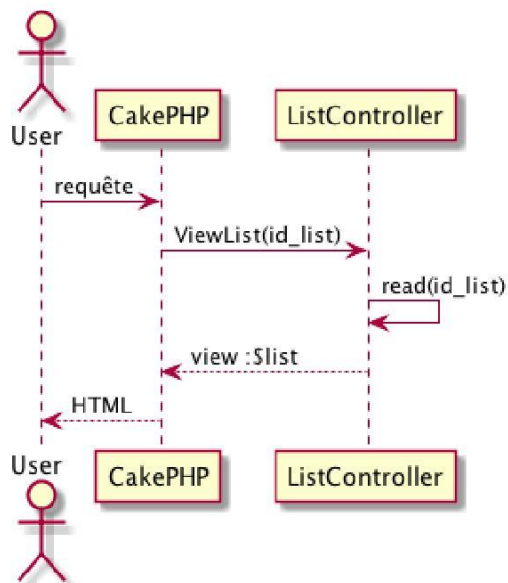 User
CakePHP
ListController
requête
ViewList(id_list)
read(id_list)
view :$list
HTML
User
CakePHP
ListController